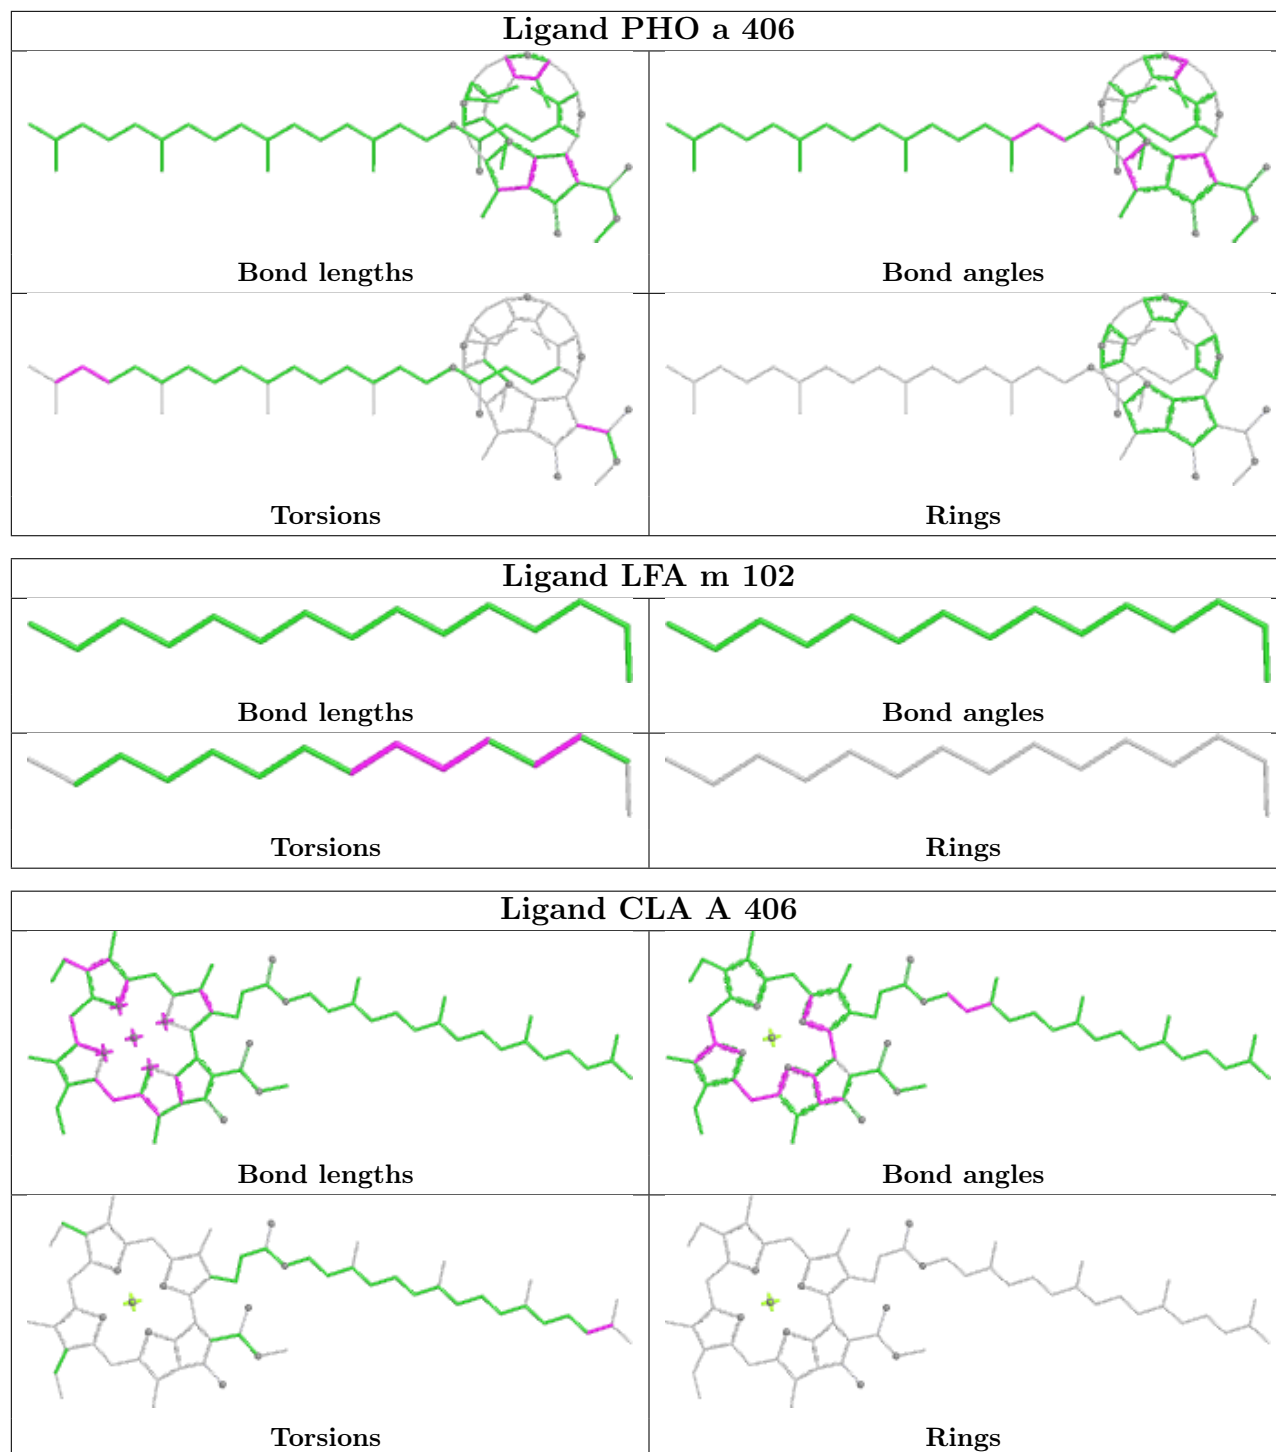 Ligand PHO a 406
Bond lengths
Bond angles
Torsions
Rings
Ligand LFA m 102
Bond lengths
Bond angles
Torsions
Rings
Ligand CLA A 406
Bond lengths
Bond angles
Torsions
Rings